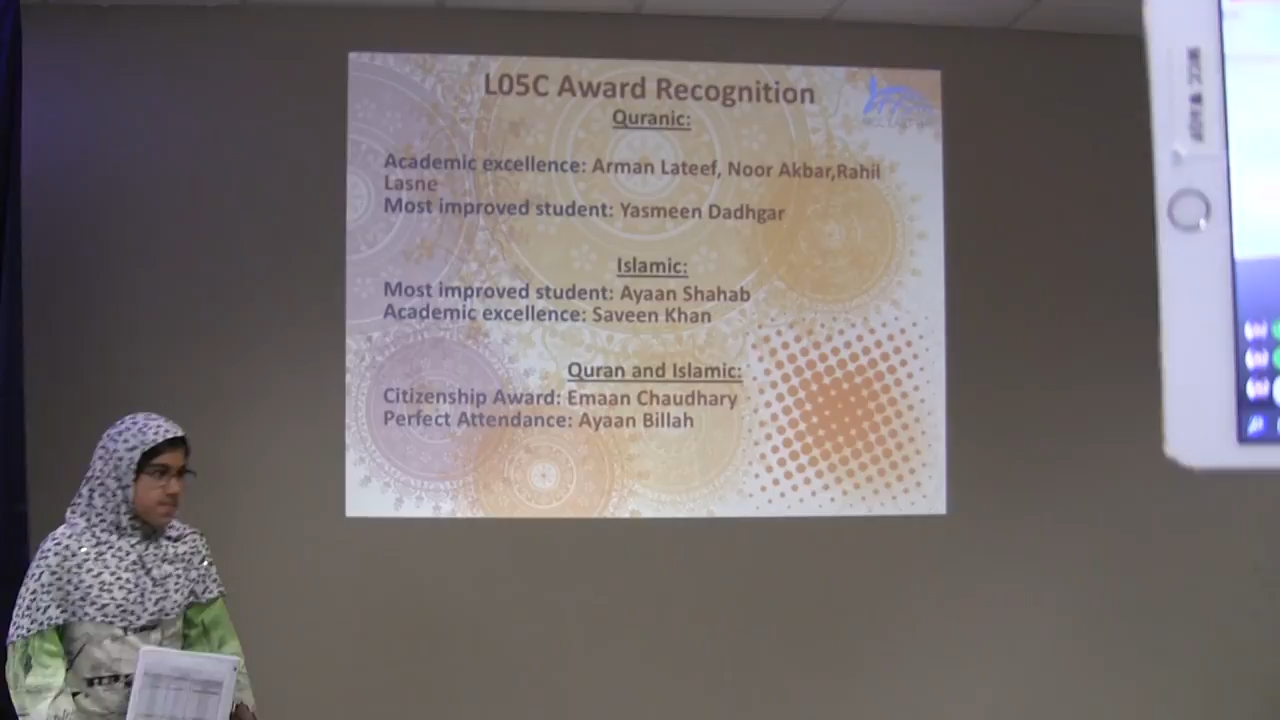 L05C Award Recognition
Quranic:
Academic excellence: Arman Lateef, Noor Akbar,Rahil
Lasne
Most improved student: Yasmeen Dadhgar
Islamic:
Most improved student: Ayaan Shahab
Academic excellence: Saveen Khan
Quran and Islamic:
Citizenship Award: Emaan Chaudhary
Perfect Attendance: Ayaan Billah